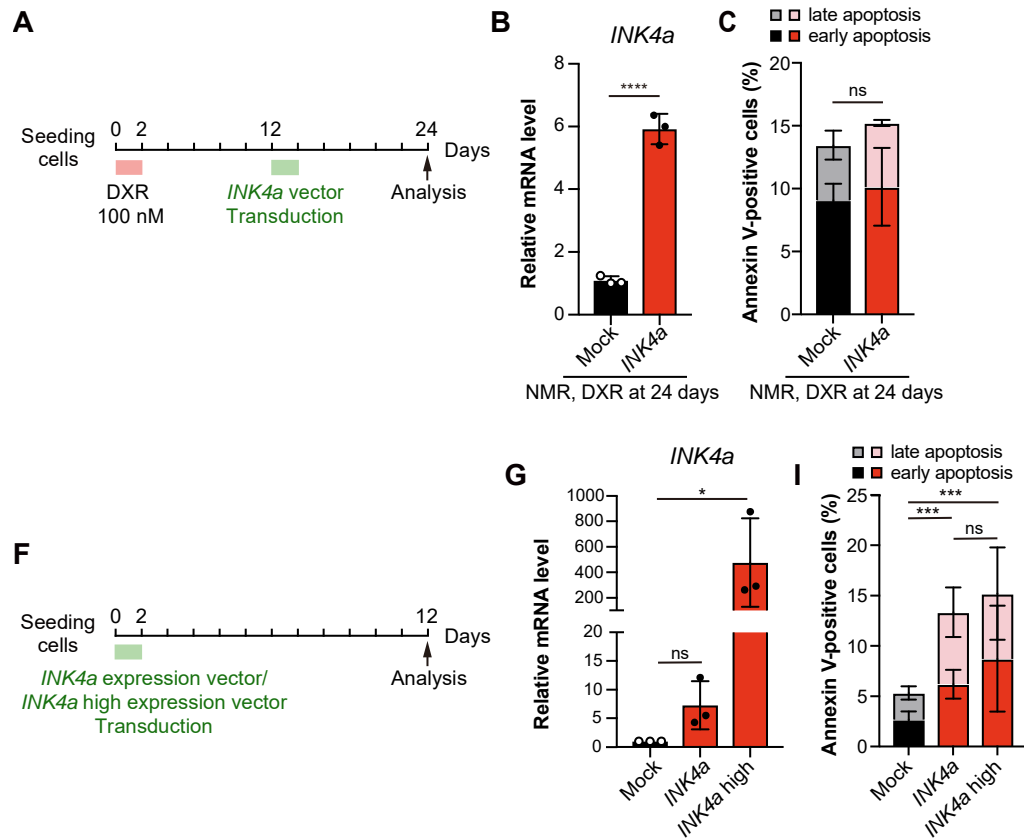 A
Seeding
cells
0 2 12 24
Days
DXR
100 nM
INK4a vector
Transduction
Analysis
B
INK4a
Relative mRNA level
8
6
4
2
0
****
Mock
INK4a
NMR, DXR at 24 days
C
late apoptosis
early apoptosis
Annexin V-positive cells (%)
20
15
10
5
0
ns
Mock
INK4a
NMR, DXR at 24 days
F
Seeding
cells
0 2 12
Days
INK4a expression vector/
INK4a high expression vector
Transduction
Analysis
G
INK4a
Relative mRNA level
1000
800
600
400
200
20
15
10
5
0
*
ns
Mock
INK4a
INK4a high
I
late apoptosis
early apoptosis
Annexin V-positive cells (%)
25
20
15
10
5
0
***
***
ns
Mock
INK4a
INK4a high